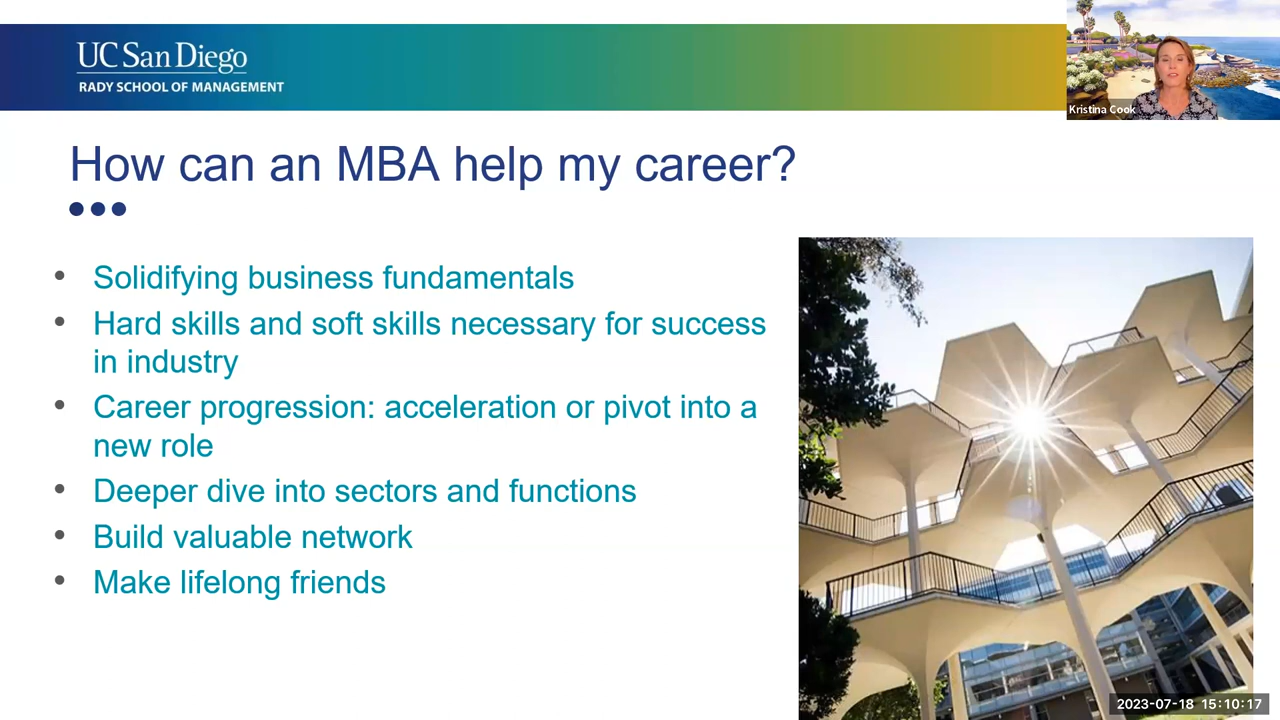 UC San Diego
RADY SCHOOL OF MANAGEMENT
Kristina Cook
How can an MBA help my career?
• Solidifying business fundamentals
• Hard skills and soft skills necessary for success
in industry
• Career progression: acceleration or pivot into a
new role
• Deeper dive into sectors and functions
• Build valuable network
• Make lifelong friends
2023-07-18 15:10:17